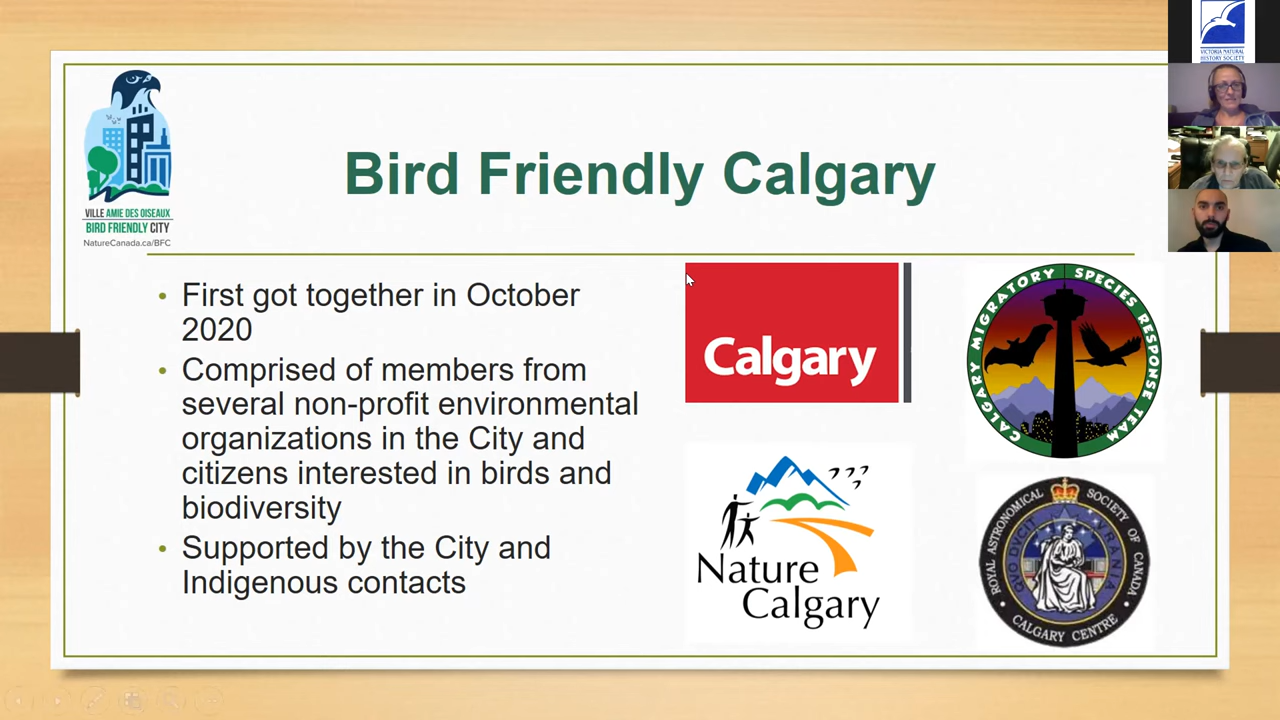 VICTORIA NATURAL
HISTORY SOCIETY
VILLE AMIE DES OISEAUX
BIRD FRIENDLY CITY
NatureCanada.ca/BFC
Bird Friendly Calgary
• First got together in October
2020
• Comprised of members from
several non-profit environmental
organizations in the City and
citizens interested in birds and
biodiversity
• Supported by the City and
Indigenous contacts
Calgary
CALGARY MIGRATORY SPECIES RESPONSE TEAM
Nature
Calgary
ROYAL ASTRONOMICAL SOCIETY OF CANADA
QUO DUCIT URANIA
• CALGARY CENTRE •